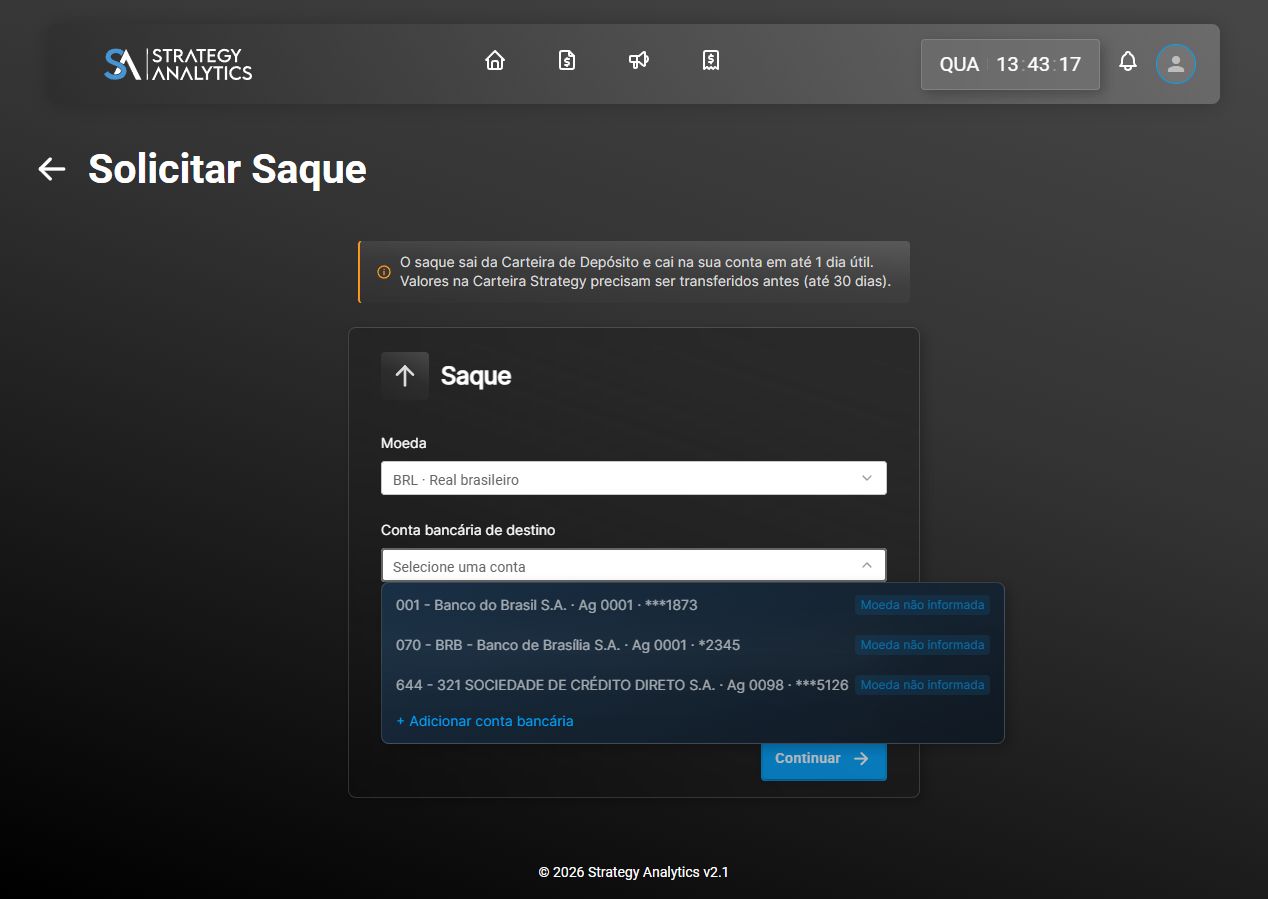 STRATEGY
ANALYTICS
QUA 13:43:17
Solicitar Saque
O saque sai da Carteira de Depósito e cai na sua conta em até 1 dia útil.
Valores na Carteira Strategy precisam ser transferidos antes (até 30 dias).
Saque
Moeda
BRL · Real brasileiro
Conta bancária de destino
Selecione uma conta
001 - Banco do Brasil S.A. · Ag 0001 · ***1873 Moeda não informada
070 - BRB - Banco de Brasília S.A. · Ag 0001 · *2345 Moeda não informada
644 - 321 SOCIEDADE DE CRÉDITO DIRETO S.A. · Ag 0098 · ***5126 Moeda não informada
+ Adicionar conta bancária
Continuar
© 2026 Strategy Analytics v2.1